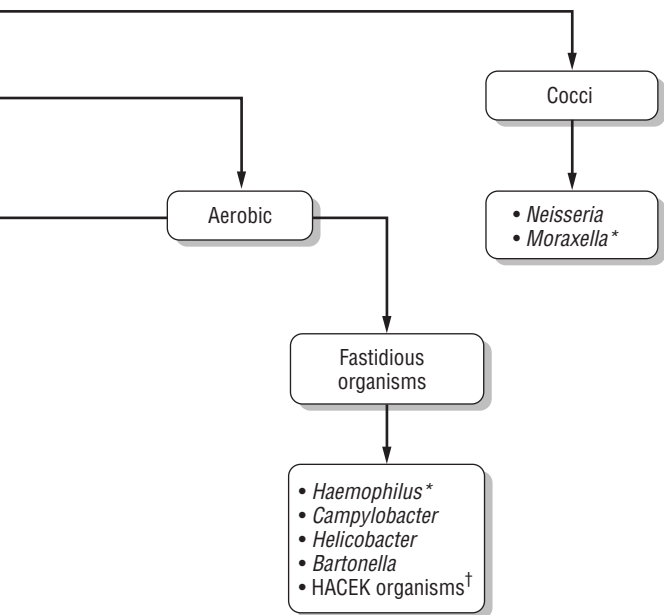 Cocci
• Neisseria
• Moraxella*
Aerobic
Fastidious
organisms
• Haemophilus*
• Campylobacter
• Helicobacter
• Bartonella
• HACEK organisms†